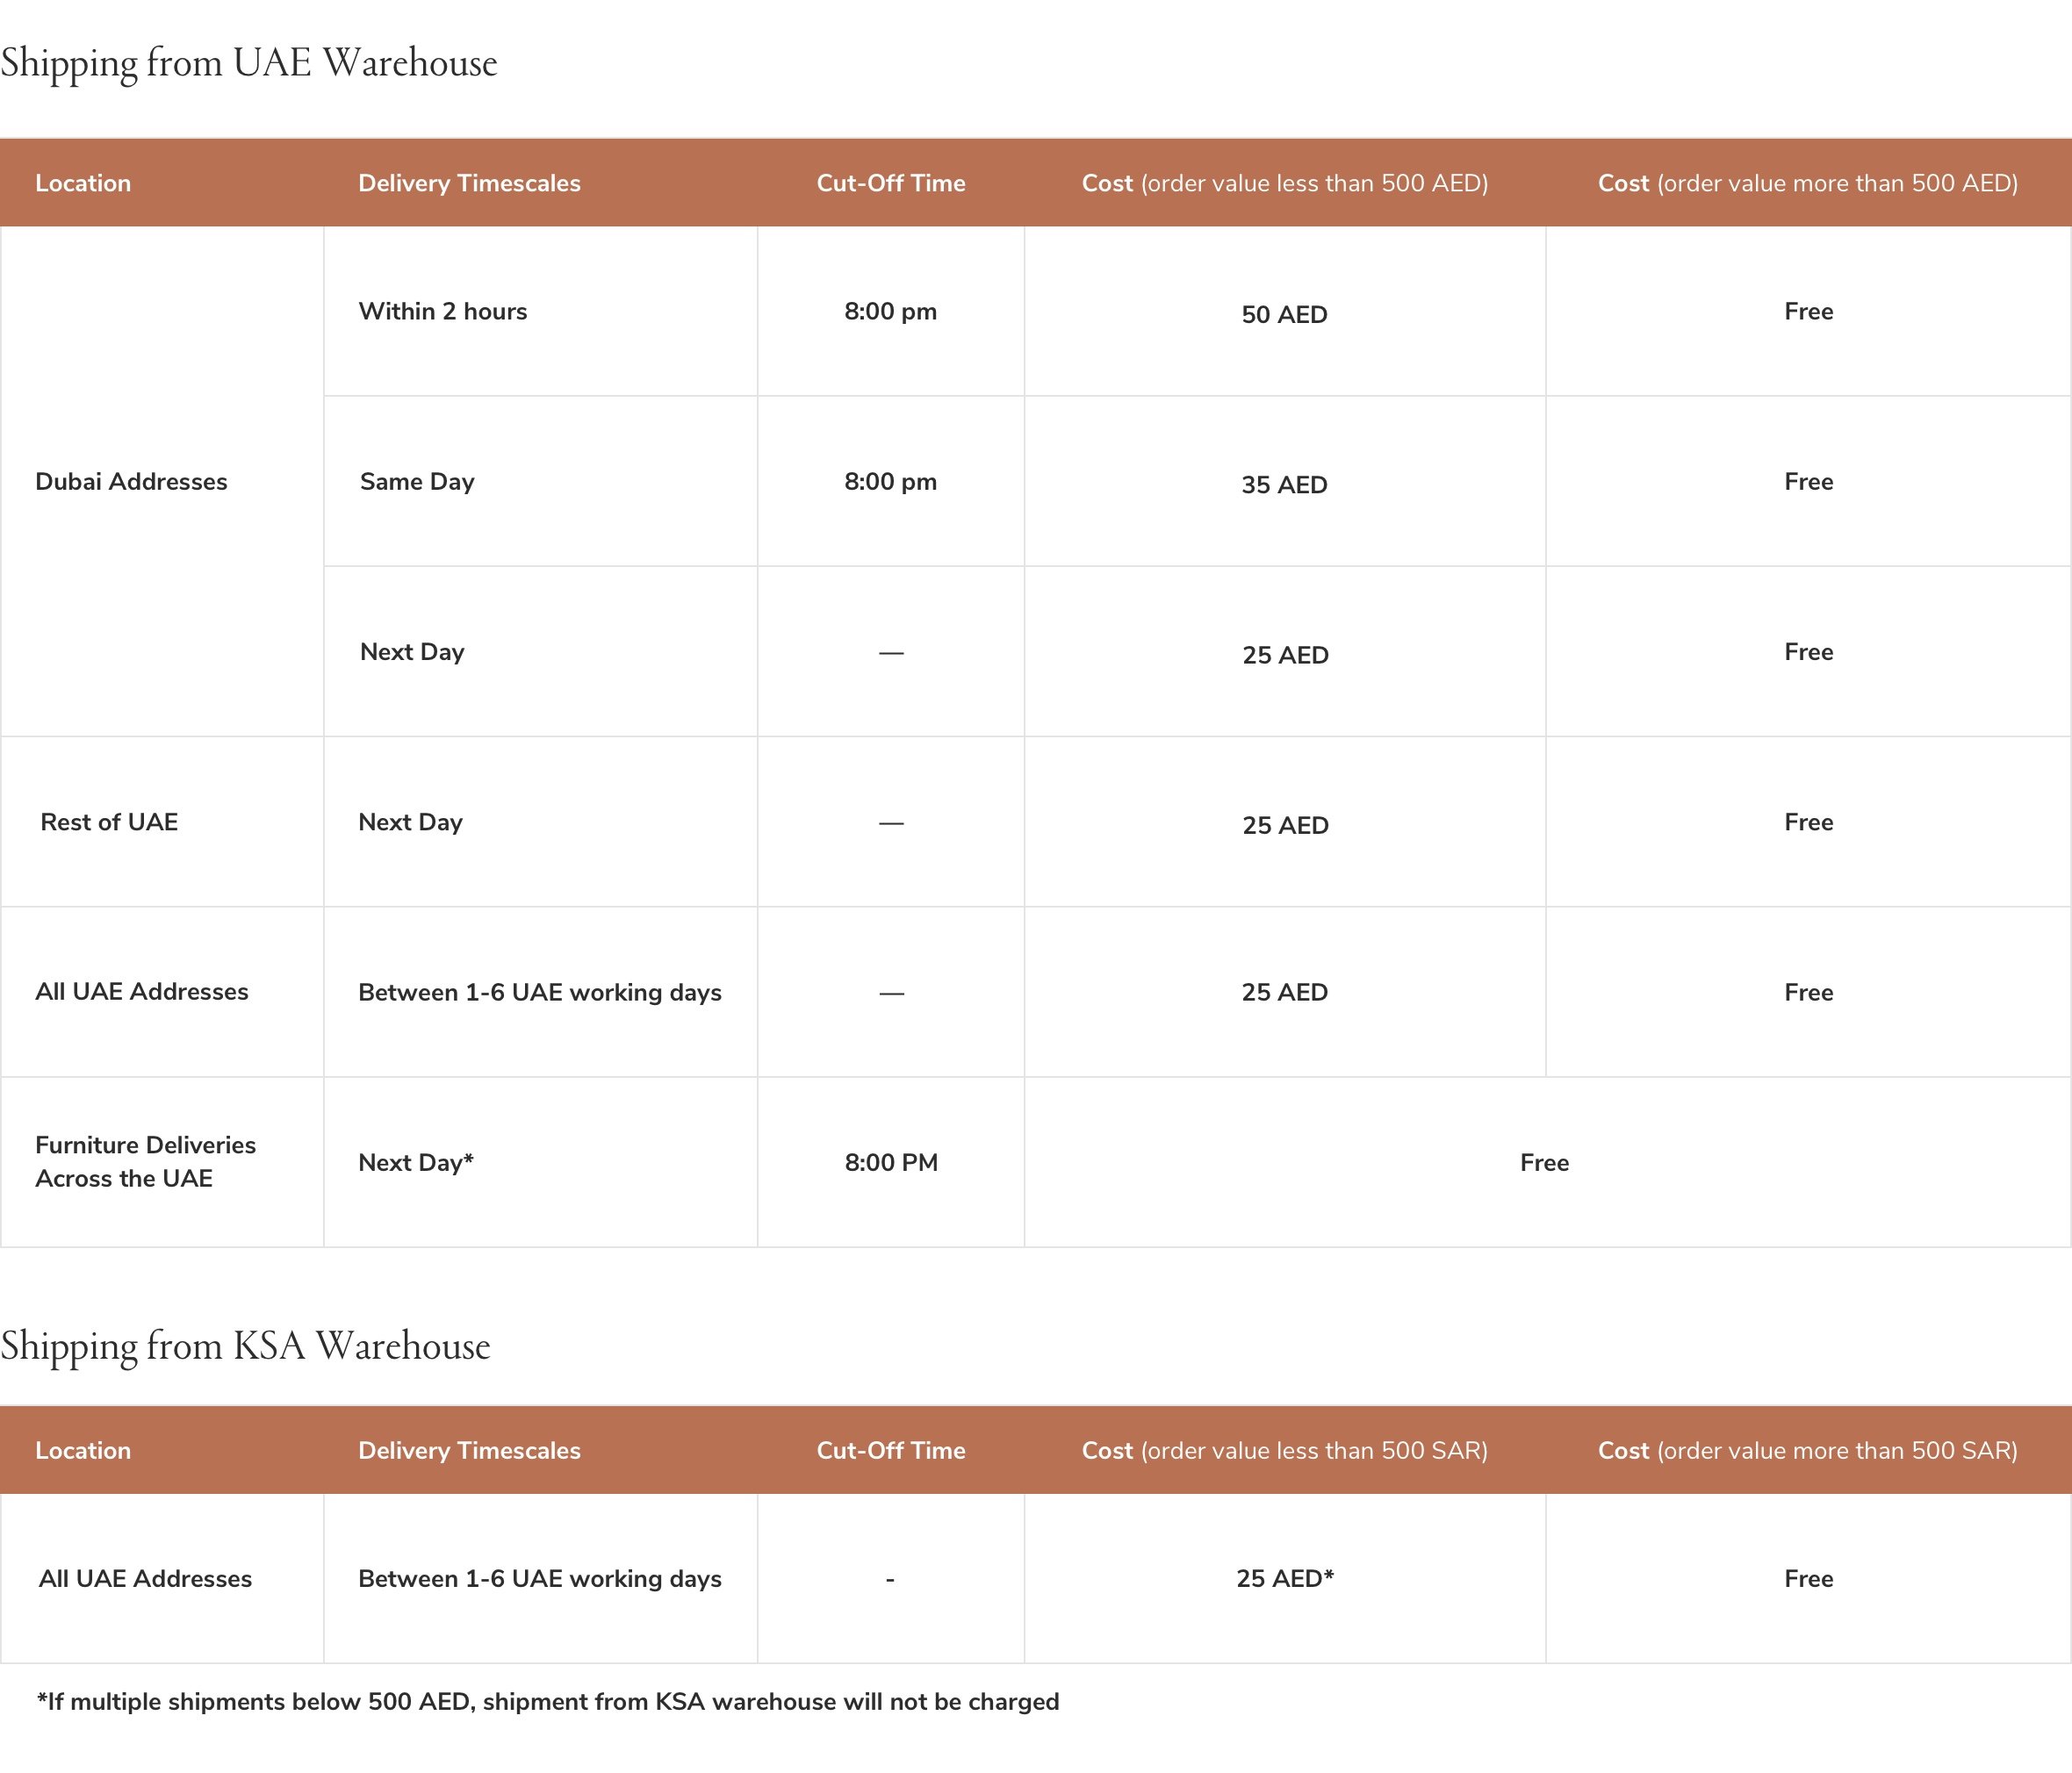 Shipping from UAE Warehouse
Location Delivery Timescales Cut-Off Time Cost (order value less than 500 AED) Cost (order value more than 500 AED)
Within 2 hours 8:00 pm 50 AED Free
Dubai Addresses Same Day 8:00 pm 35 AED Free
Next Day — 25 AED Free
Rest of UAE Next Day — 25 AED Free
All UAE Addresses Between 1-6 UAE working days — 25 AED Free
Furniture Deliveries
Across the UAE Next Day* 8:00 PM Free
Shipping from KSA Warehouse
Location Delivery Timescales Cut-Off Time Cost (order value less than 500 SAR) Cost (order value more than 500 SAR)
All UAE Addresses Between 1-6 UAE working days - 25 AED* Free
*If multiple shipments below 500 AED, shipment from KSA warehouse will not be charged